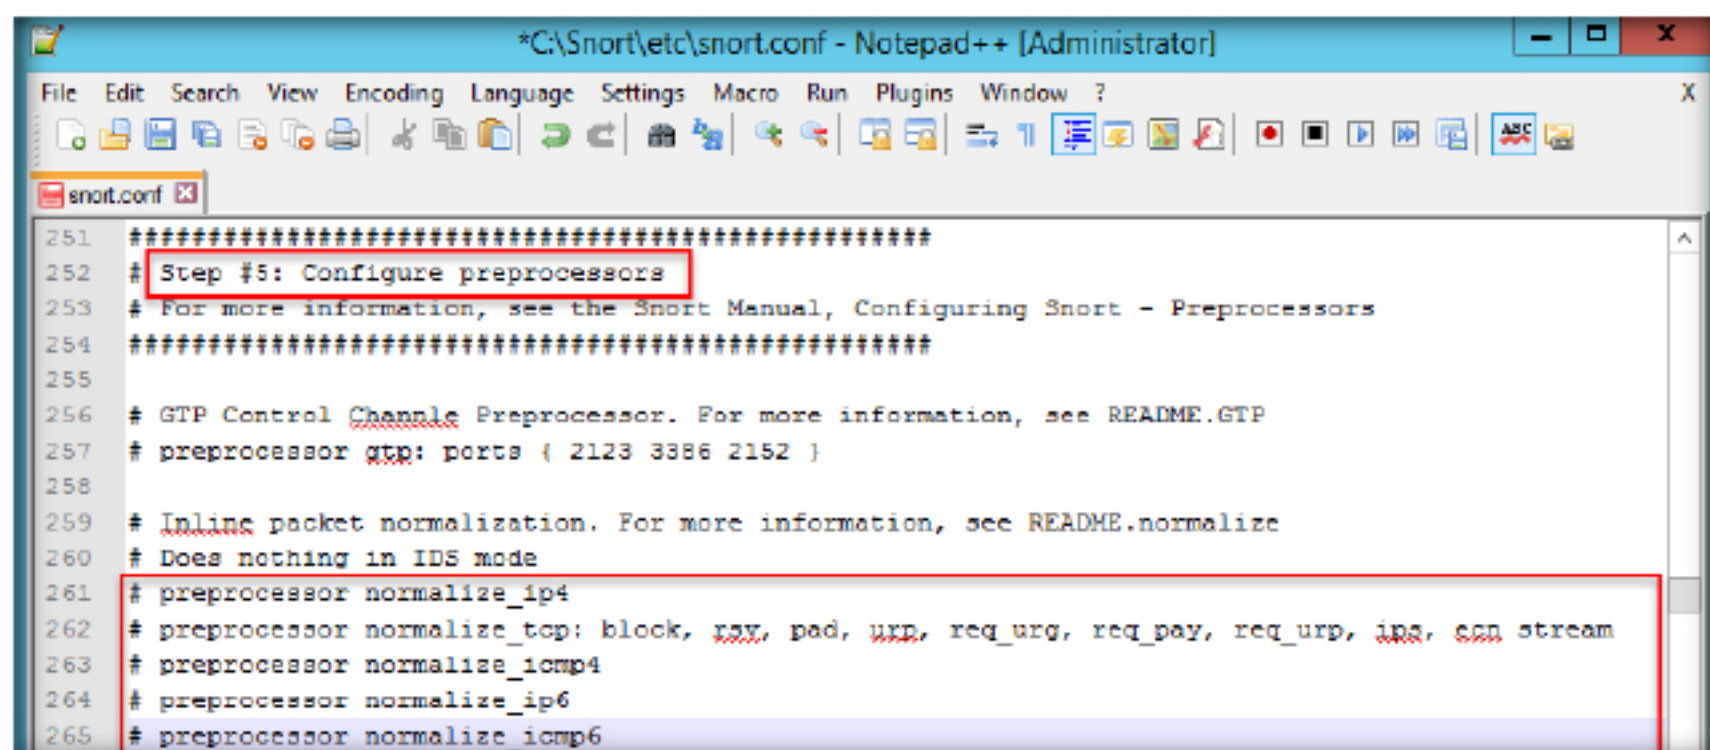 *C:\Snort\etc\snort.conf - Notepad++ [Administrator]
File Edit Search View Encoding Language Settings Macro Run Plugins Window ? X
snort.conf
251 ###################################################
252 # Step #5: Configure preprocessors
253 # For more information, see the Snort Manual, Configuring Snort - Preprocessors
254 ###################################################
255
256 # GTP Control Channle Preprocessor. For more information, see README.GTP
257 # preprocessor gtp: ports { 2123 3386 2152 }
258
259 # Inline packet normalization. For more information, see README.normalize
260 # Does nothing in IDS mode
261 # preprocessor normalize_ip4
262 # preprocessor normalize_tcp: block, rsv, pad, urp, req_urg, req_pay, req_urp, ips, ecn stream
263 # preprocessor normalize_icmp4
264 # preprocessor normalize_ip6
265 # preprocessor normalize_icmp6